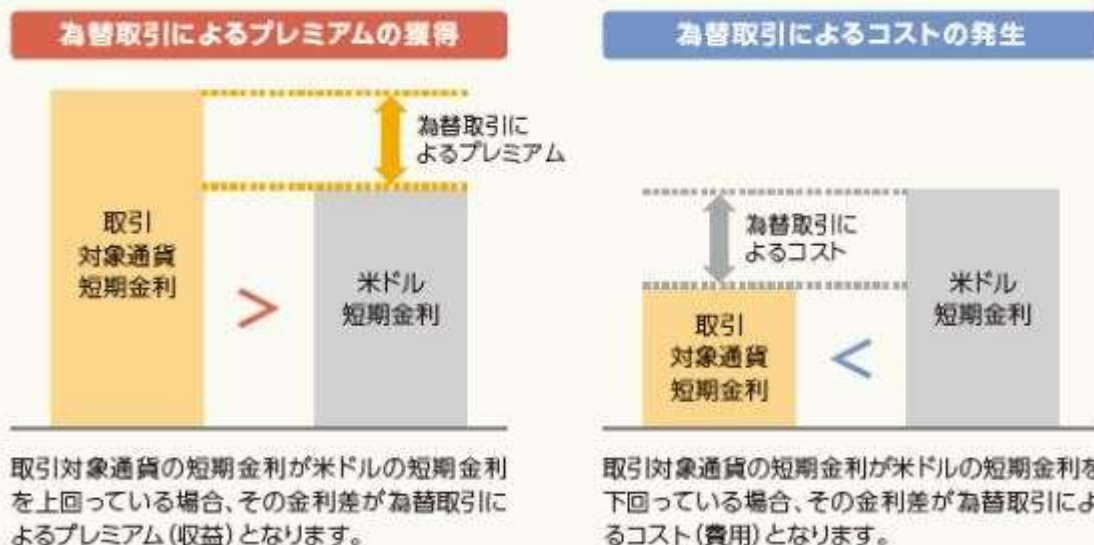 為替取引によるプレミアムの獲得
為替取引に
よるプレミアム
取引
対象通貨
短期金利
>
米ドル
短期金利
取引対象通貨の短期金利が米ドルの短期金利
を上回っている場合、その金利差が為替取引に
よるプレミアム(収益)となります。
為替取引によるコストの発生
為替取引に
よるコスト
取引
対象通貨
短期金利
<
米ドル
短期金利
取引対象通貨の短期金利が米ドルの短期金利を
下回っている場合、その金利差が為替取引によ
るコスト(費用)となります。